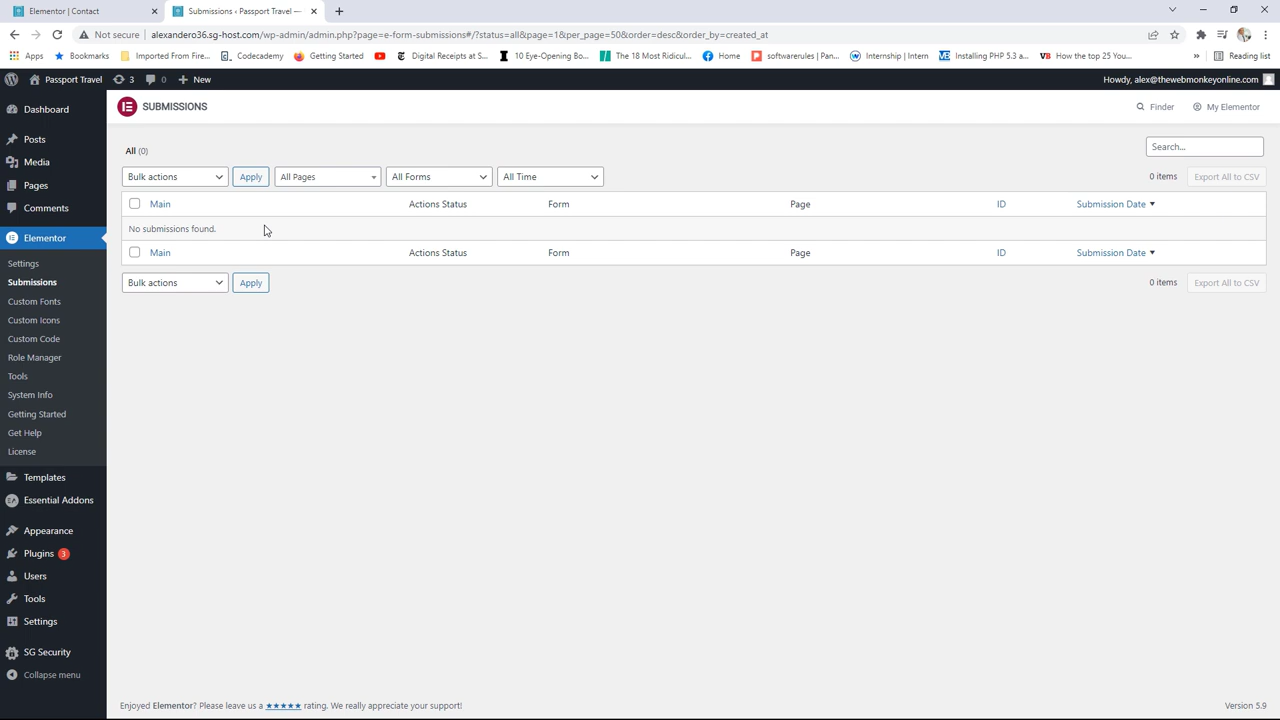 Elementor | Contact
Submissions ‹ Passport Travel —
Not secure | alexandero36.sg-host.com/wp-admin/admin.php?page=e-form-submissions#/?status=all&page=1&per_page=50&order=desc&order_by=created_at
Apps Bookmarks Imported From Firef... Codecademy Getting Started Digital Receipts at S... 10 Eye-Opening Bo... The 18 Most Ridicul... Home softwarerules | Pan... Internship | Intern Installing PHP 5.3 a... How the top 25 You... » Reading list
Passport Travel 3 0 New Howdy, alex@thewebmonkeyonline.com
Dashboard
Posts
Media
Pages
Comments
Elementor
Settings
Submissions
Custom Fonts
Custom Icons
Custom Code
Role Manager
Tools
System Info
Getting Started
Get Help
License
Templates
Essential Addons
Appearance
Plugins 3
Users
Tools
Settings
SG Security
Collapse menu
SUBMISSIONS
Finder My Elementor
All (0)
Search...
Bulk actions Apply All Pages All Forms All Time 0 items Export All to CSV
Main Actions Status Form Page ID Submission Date
No submissions found.
Main Actions Status Form Page ID Submission Date
Bulk actions Apply 0 items Export All to CSV
Enjoyed Elementor? Please leave us a ★★★★★ rating. We really appreciate your support! Version 5.9